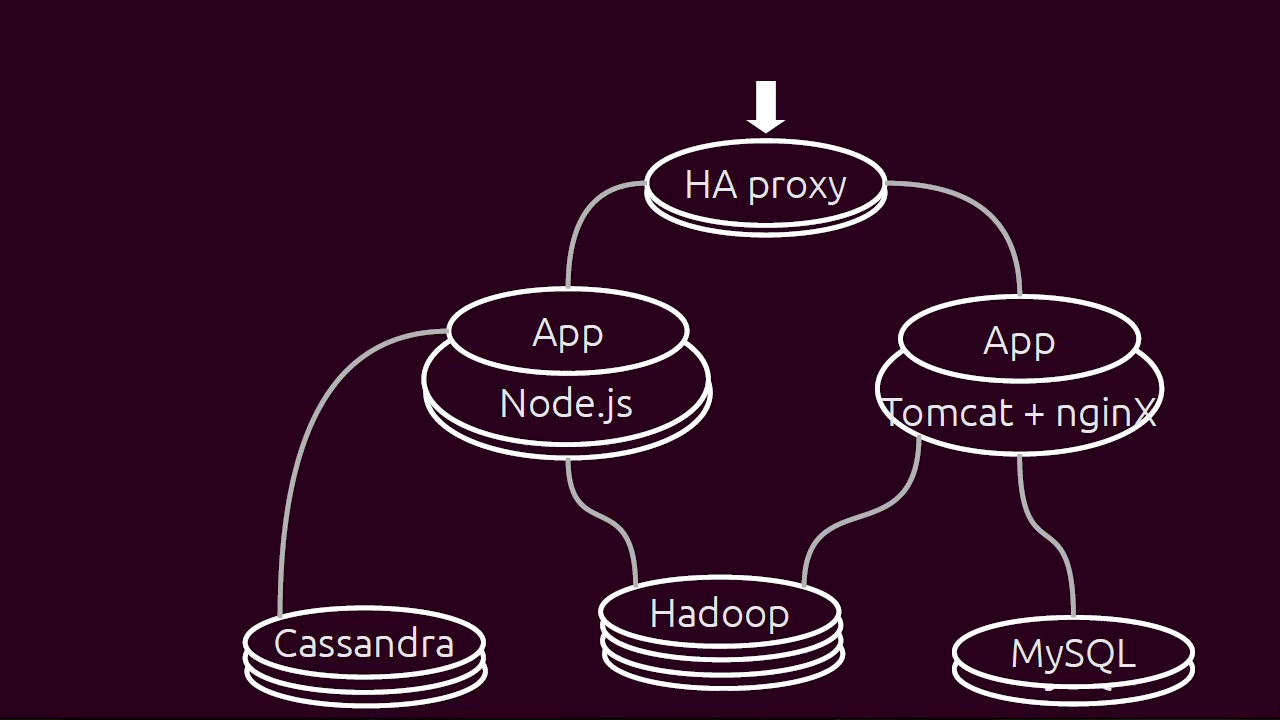 HA proxy
App
App
Node.js
Tomcat + nginX
Hadoop
Cassandra
MySQL